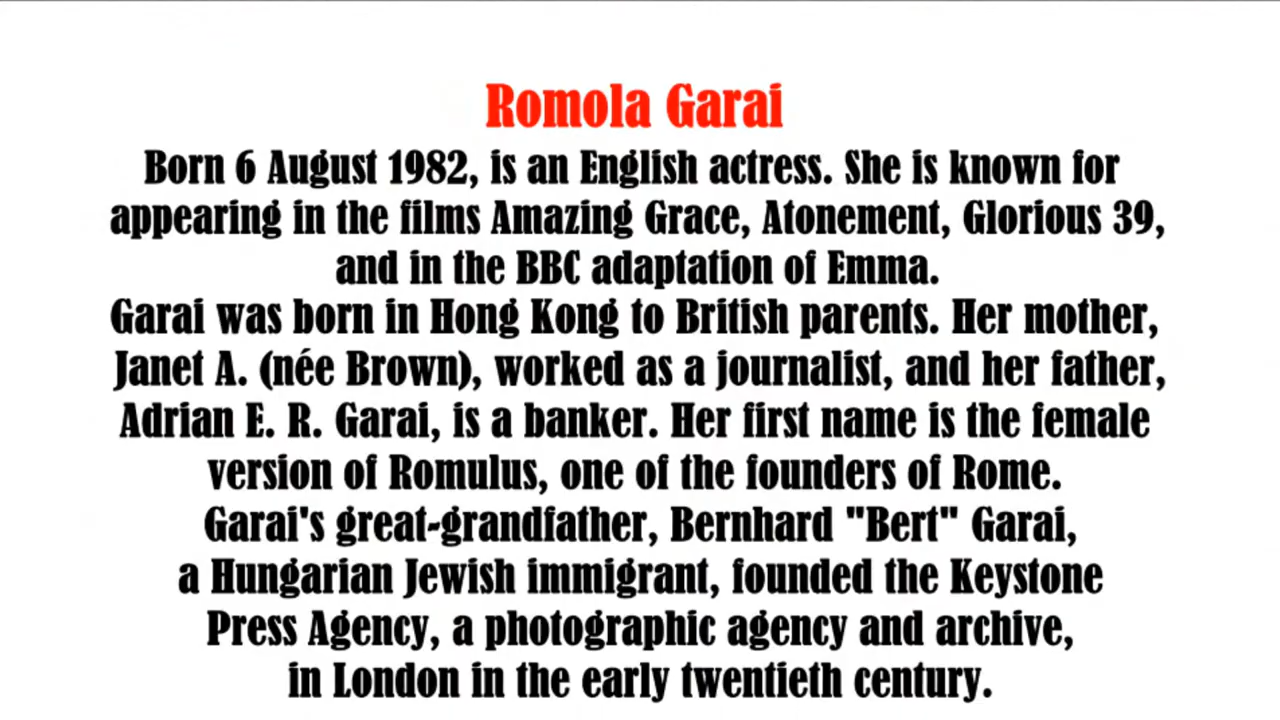 Romola Garai
Born 6 August 1982, is an English actress. She is known for
appearing in the films Amazing Grace, Atonement, Glorious 39,
and in the BBC adaptation of Emma.
Garai was born in Hong Kong to British parents. Her mother,
Janet A. (née Brown), worked as a journalist, and her father,
Adrian E. R. Garai, is a banker. Her first name is the female
version of Romulus, one of the founders of Rome.
Garai's great-grandfather, Bernhard "Bert" Garai,
a Hungarian Jewish immigrant, founded the Keystone
Press Agency, a photographic agency and archive,
in London in the early twentieth century.